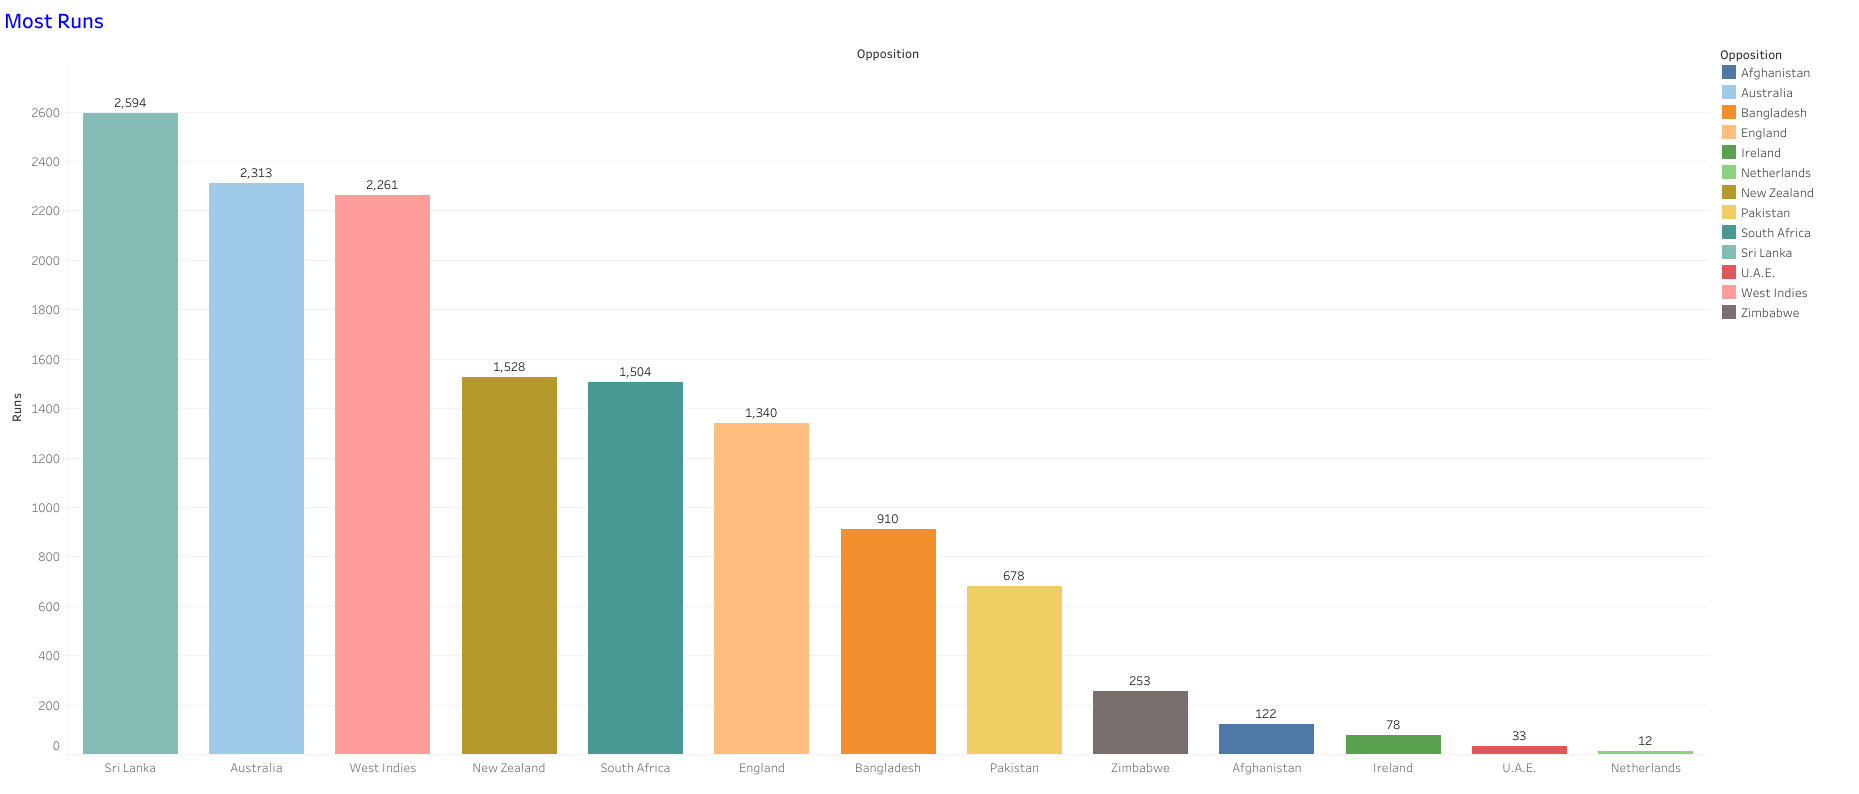 Most Runs
Opposition
2,594
2,313
2,261
1,528
1,504
1,340
910
678
253
122
78
33
12
2600
2400
2200
2000
1800
1600
1400
1200
1000
800
600
400
200
0
Runs
Sri Lanka
Australia
West Indies
New Zealand
South Africa
England
Bangladesh
Pakistan
Zimbabwe
Afghanistan
Ireland
U.A.E.
Netherlands
Opposition
Afghanistan
Australia
Bangladesh
England
Ireland
Netherlands
New Zealand
Pakistan
South Africa
Sri Lanka
U.A.E.
West Indies
Zimbabwe